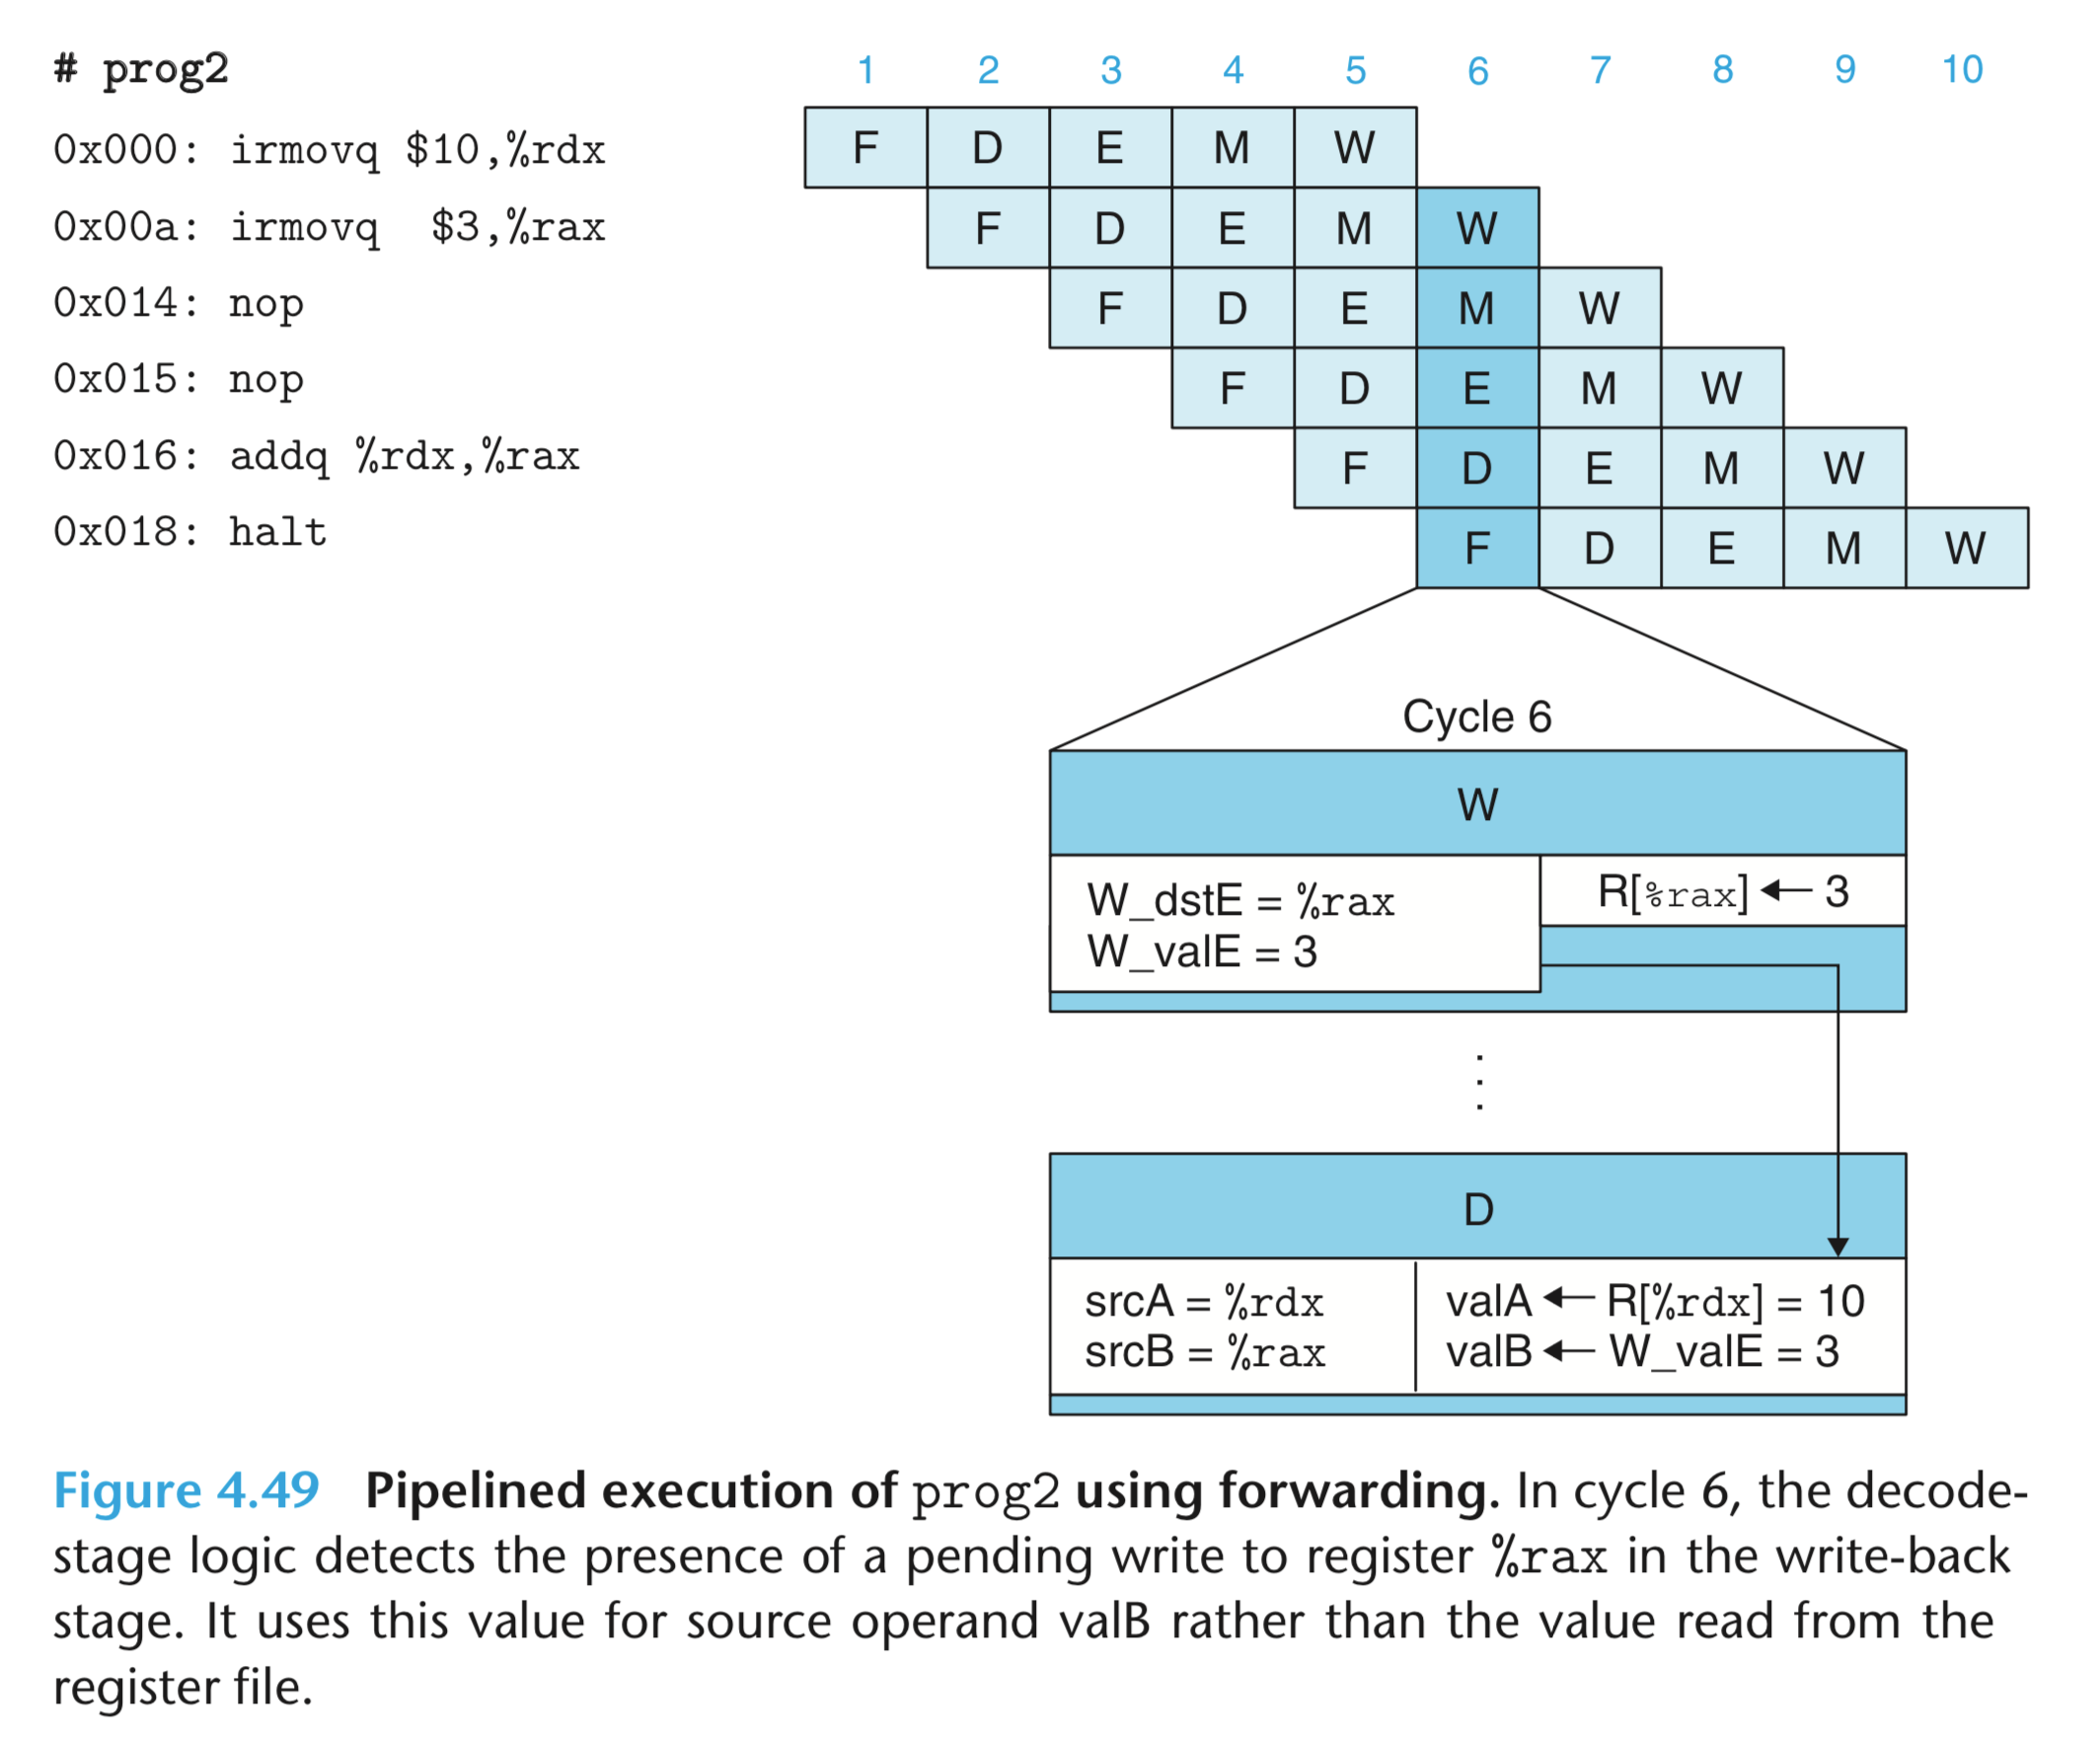 # prog2
1 2 3 4 5 6 7 8 9 10
0x000: irmovq $10,%rdx F D E M W
0x00a: irmovq $3,%rax F D E M W
0x014: nop F D E M W
0x015: nop F D E M W
0x016: addq %rdx,%rax F D E M W
0x018: halt F D E M W
Cycle 6
W
W_dstE = %rax R[%rax] ← 3
W_valE = 3
⋮
D
srcA = %rdx valA ← R[%rdx] = 10
srcB = %rax valB ← W_valE = 3
Figure 4.49 Pipelined execution of prog2 using forwarding. In cycle 6, the decode-
stage logic detects the presence of a pending write to register %rax in the write-back
stage. It uses this value for source operand valB rather than the value read from the
register file.